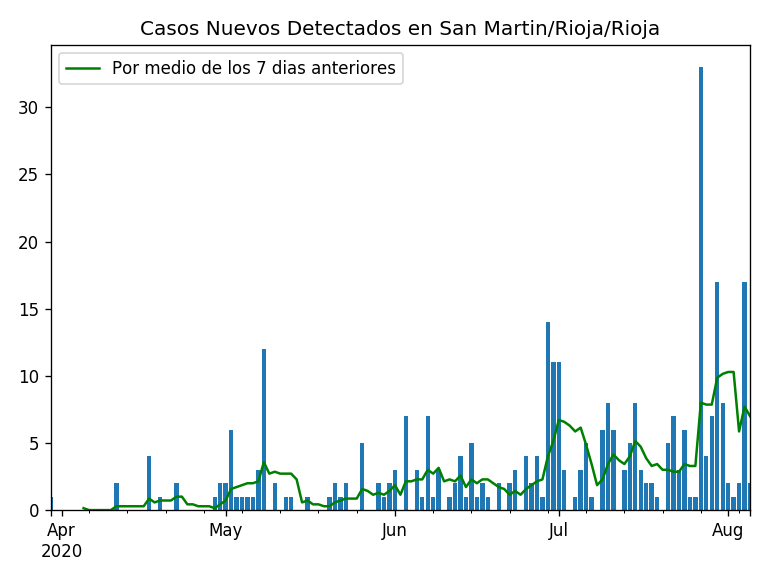 Casos Nuevos Detectados en San Martin/Rioja/Rioja
Por medio de los 7 dias anteriores
30
25
20
15
10
5
0
Apr May Jun Jul Aug
2020